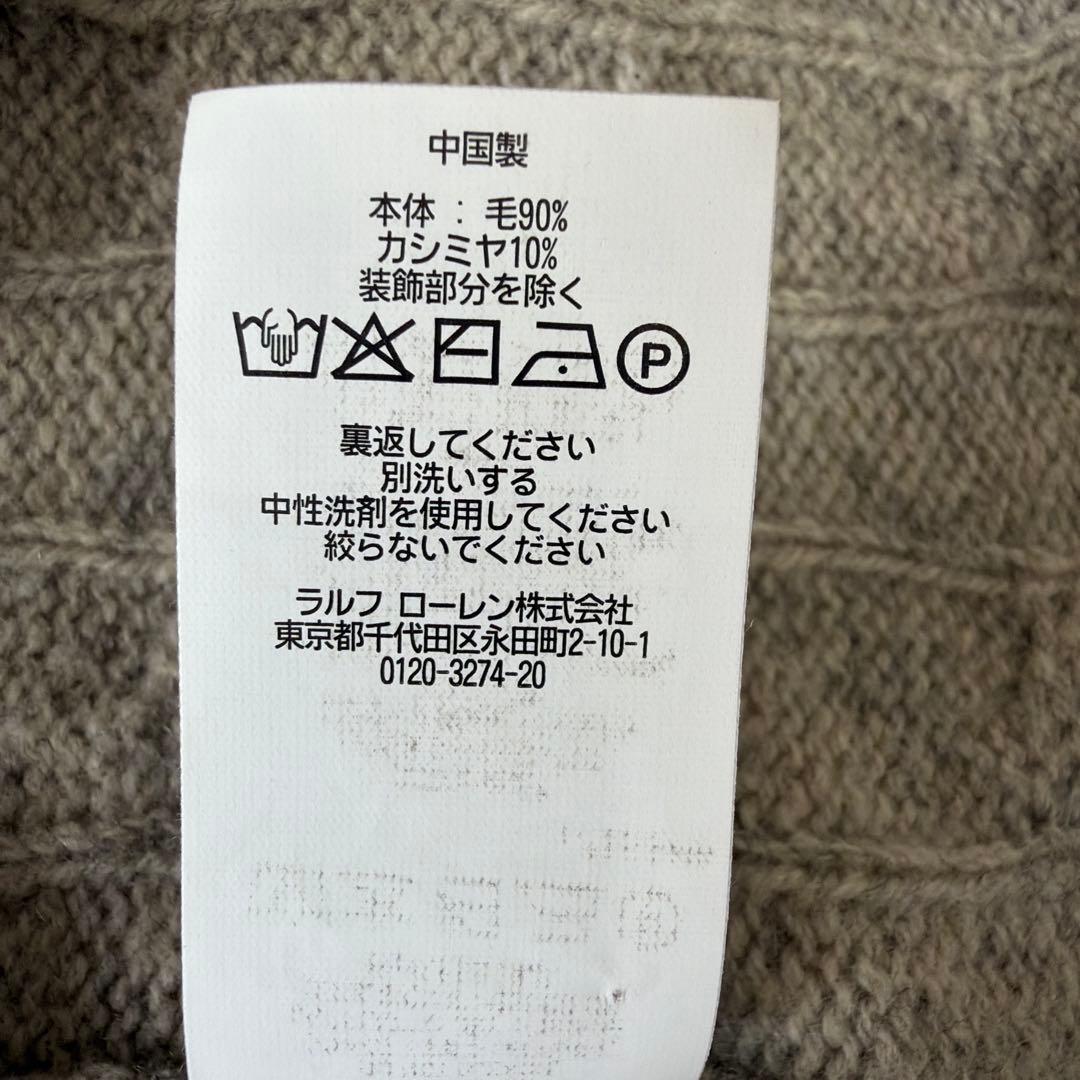 中国製
本体 : 毛90%
カシミヤ10%
装飾部分を除く
P
裏返してください
別洗いする
中性洗剤を使用してください
絞らないでください
ラルフ ローレン株式会社
東京都千代田区永田町2-10-1
0120-3274-20